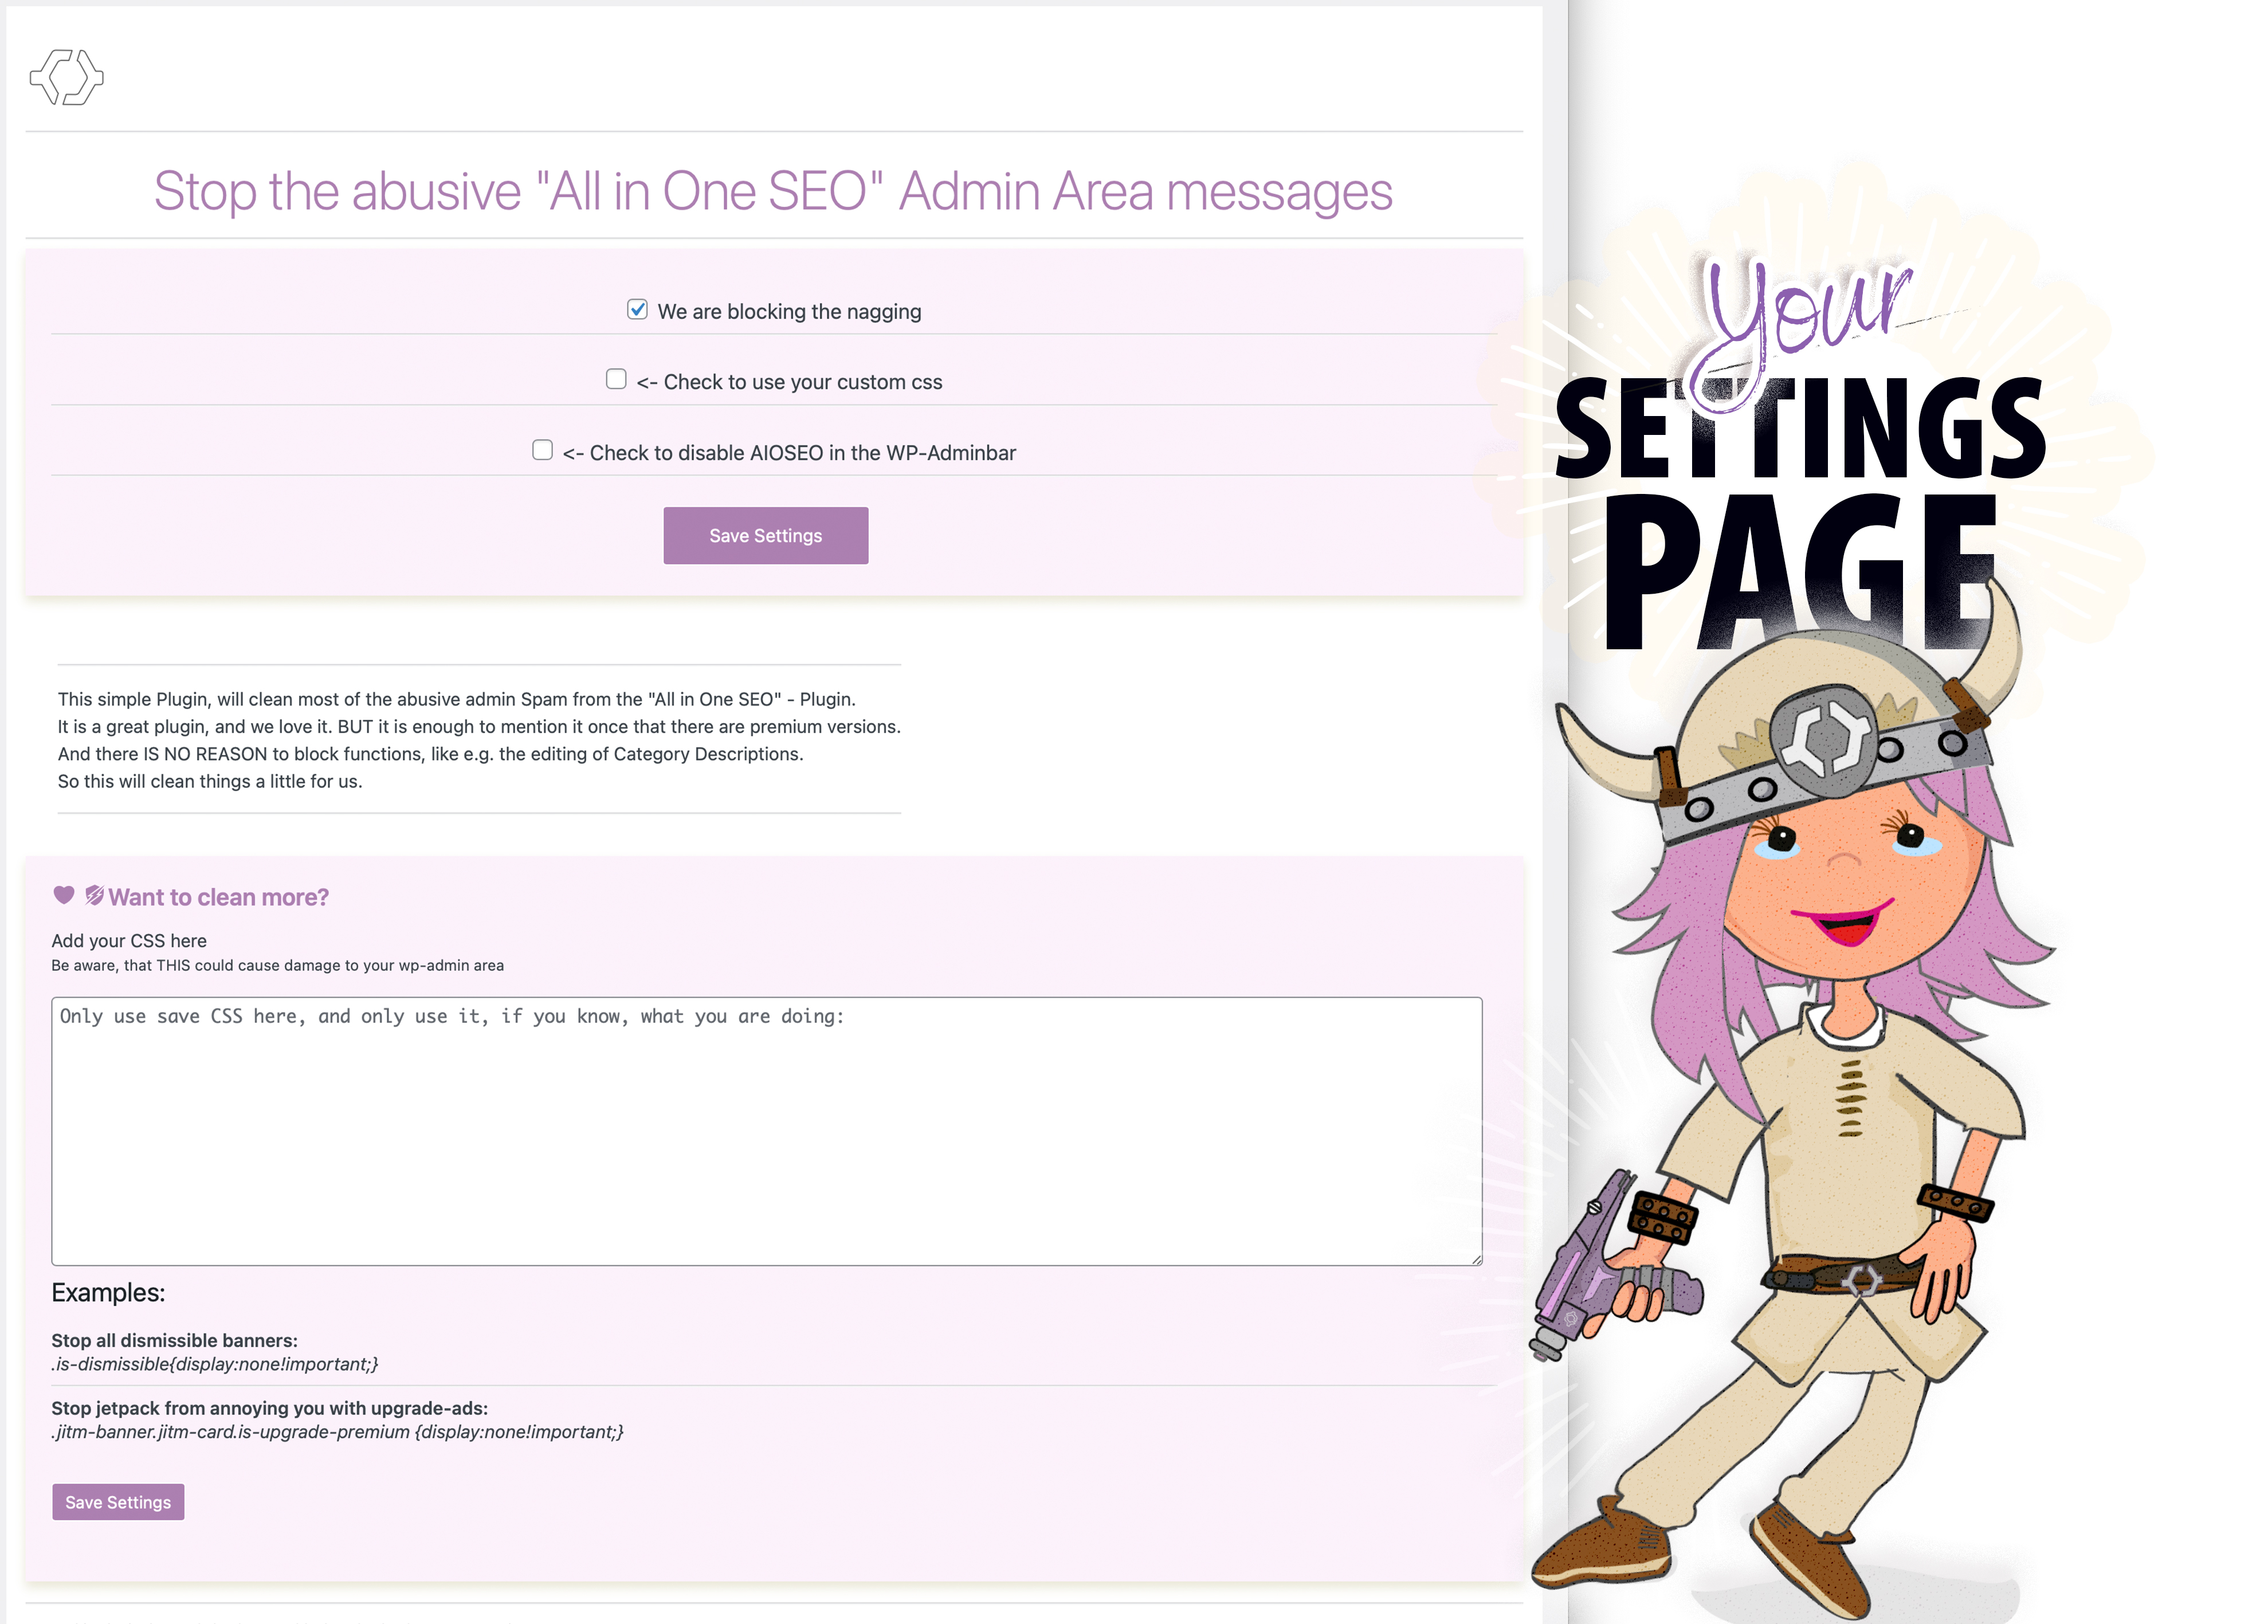 Stop the abusive "All in One SEO" Admin Area messages
We are blocking the nagging
<- Check to use your custom css
<- Check to disable AIOSEO in the WP-Adminbar
Save Settings
This simple Plugin, will clean most of the abusive admin Spam from the "All in One SEO" - Plugin.
It is a great plugin, and we love it. BUT it is enough to mention it once that there are premium versions.
And there IS NO REASON to block functions, like e.g. the editing of Category Descriptions.
So this will clean things a little for us.
Want to clean more?
Add your CSS here
Be aware, that THIS could cause damage to your wp-admin area
Only use save CSS here, and only use it, if you know, what you are doing:
Examples:
Stop all dismissible banners:
.is-dismissible{display:none!important;}
Stop jetpack from annoying you with upgrade-ads:
.jitm-banner.jitm-card.is-upgrade-premium {display:none!important;}
Save Settings
Your
SETTINGS
PAGE